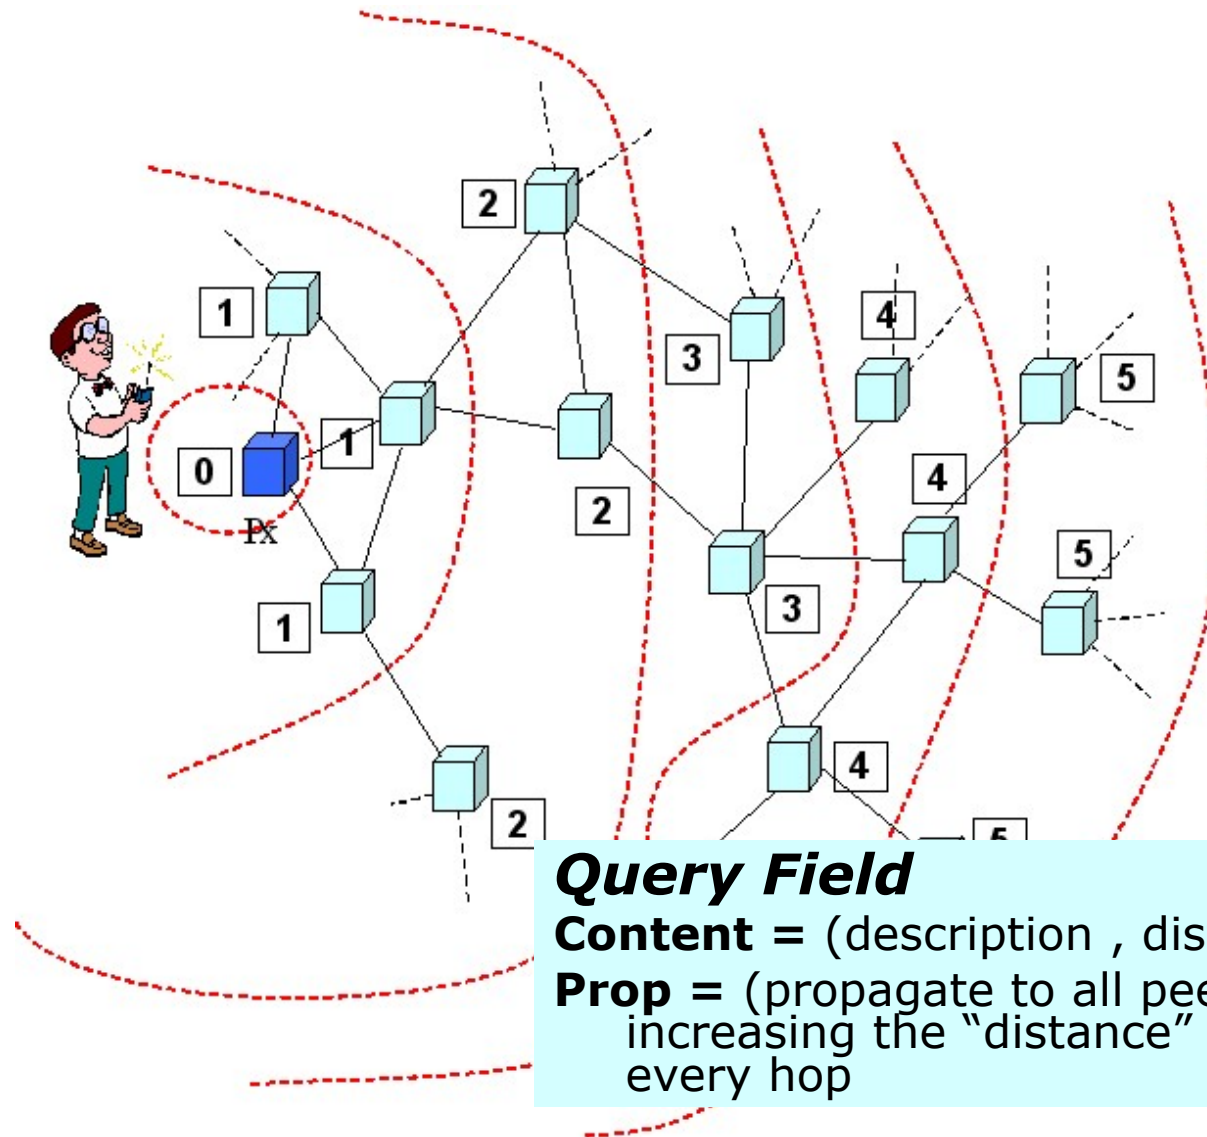 2
1
4
3
5
1
0
4
2
Px
5
3
1
4
2
5
Query Field
Content = (description , dis
Prop = (propagate to all pee
increasing the “distance”
every hop